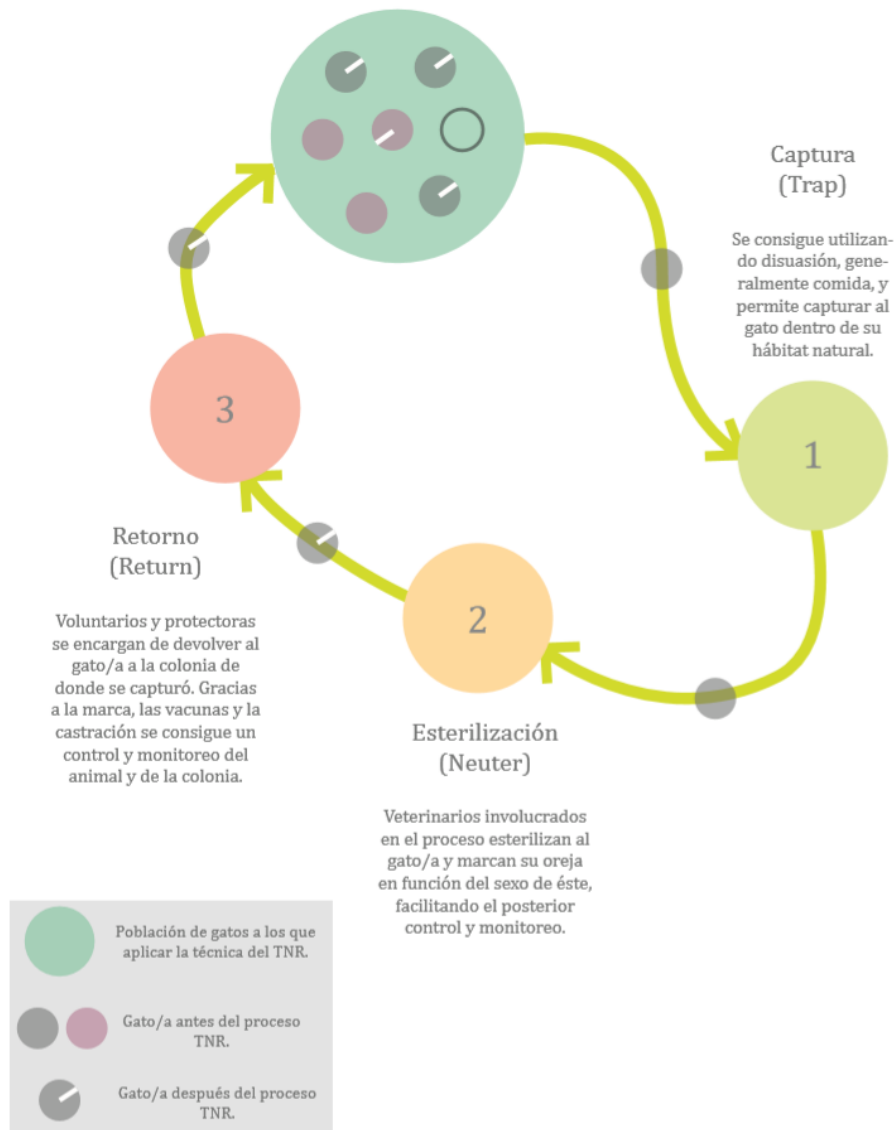 Captura
(Trap)
Se consigue utilizan-
do disuasión, gene-
ralmente comida, y
permite capturar al
gato dentro de su
hábitat natural.
1
2
Esterilización
(Neuter)
Veterinarios involucrados
en el proceso esterilizan al
gato/a y marcan su oreja
en función del sexo de éste,
facilitando el posterior
control y monitoreo.
3
Retorno
(Return)
Voluntarios y protectoras
se encargan de devolver al
gato/a a la colonia de
donde se capturó. Gracias
a la marca, las vacunas y la
castración se consigue un
control y monitoreo del
animal y de la colonia.
Población de gatos a los que
aplicar la técnica del TNR.
Gato/a antes del proceso
TNR.
Gato/a después del proceso
TNR.